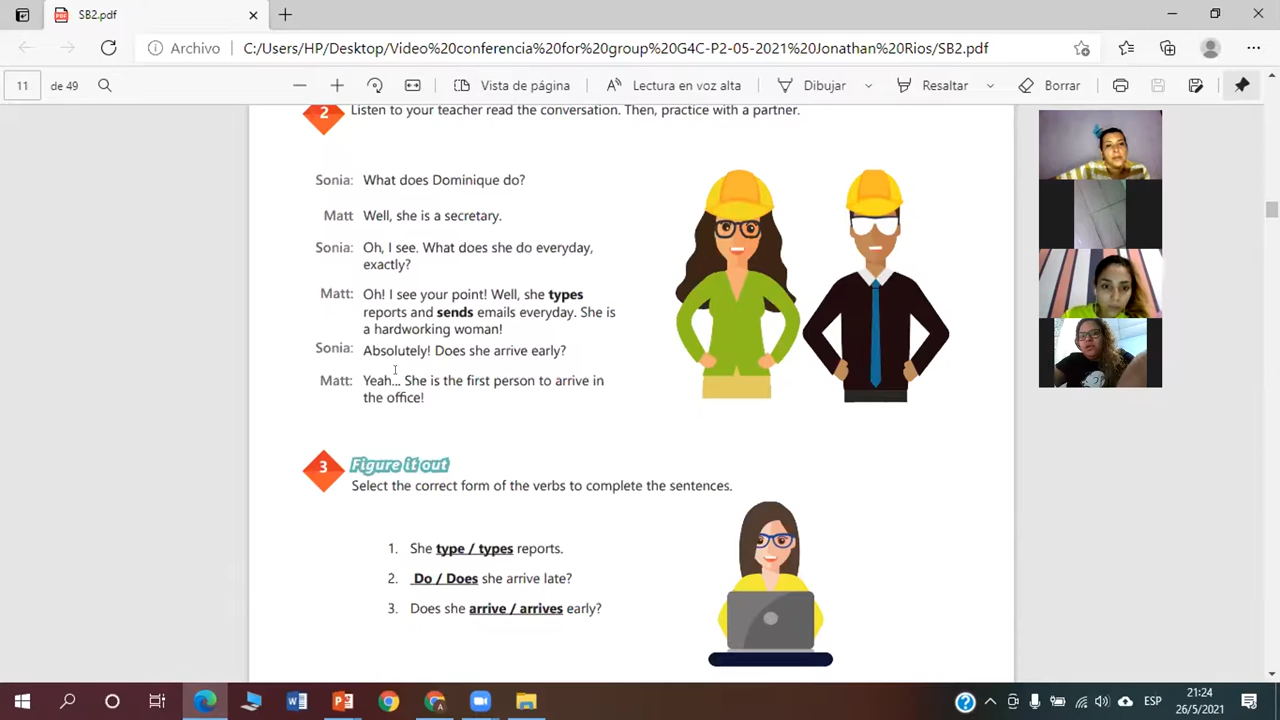 SB2.pdf
Archivo
C:/Users/HP/Desktop/Video%20conferencia%20for%20group%20G4C-P2-05-2021%20Jonathan%20Rios/SB2.pdf
11 de 49
Vista de página
Lectura en voz alta
Dibujar
Resaltar
Borrar
2 Listen to your teacher read the conversation. Then, practice with a partner.
Sonia: What does Dominique do?
Matt Well, she is a secretary.
Sonia: Oh, I see. What does she do everyday,
exactly?
Matt: Oh! I see your point! Well, she types
reports and sends emails everyday. She is
a hardworking woman!
Sonia: Absolutely! Does she arrive early?
Matt: Yeah... She is the first person to arrive in
the office!
3 Figure it out
Select the correct form of the verbs to complete the sentences.
1. She type / types reports.
2. Do / Does she arrive late?
3. Does she arrive / arrives early?
ESP
21:24
26/5/2021